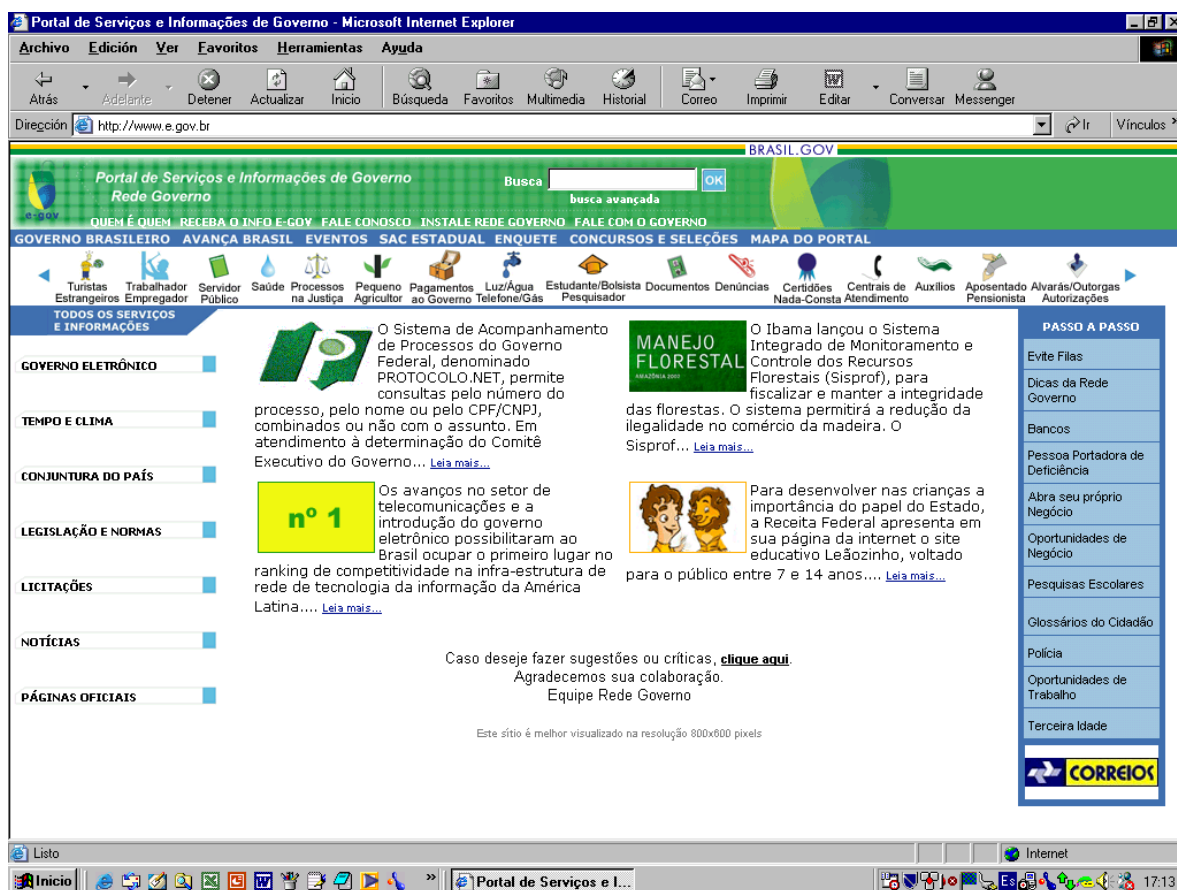 Portal de Serviços e Informações de Governo - Microsoft Internet Explorer
Archivo Edición Ver Favoritos Herramientas Ayuda
Atrás Adelante Detener Actualizar Inicio Búsqueda Favoritos Multimedia Historial Correo Imprimir Editar Conversar Messenger
Dirección http://www.e.gov.br Ir Vínculos
BRASIL.GOV
Portal de Serviços e Informações de Governo
Rede Governo
Busca OK
busca avançada
e-gov
QUEM É QUEM RECEBA O INFO E-GOV FALE CONOSCO INSTALE REDE GOVERNO FALE COM O GOVERNO
GOVERNO BRASILEIRO AVANÇA BRASIL EVENTOS SAC ESTADUAL ENQUETE CONCURSOS E SELEÇÕES MAPA DO PORTAL
Turistas Estrangeiros
Trabalhador Empregador
Servidor Público
Saúde
Processos na Justiça
Pequeno Agricultor
Pagamentos ao Governo
Luz/Água Telefone/Gás
Estudante/Bolsista Pesquisador
Documentos
Denúncias
Certidões Nada-Consta
Centrais de Atendimento
Auxílios
Aposentado Pensionista
Alvarás/Outorgas Autorizações
TODOS OS SERVIÇOS
E INFORMAÇÕES
GOVERNO ELETRÔNICO
TEMPO E CLIMA
CONJUNTURA DO PAÍS
LEGISLAÇÃO E NORMAS
LICITAÇÕES
NOTÍCIAS
PÁGINAS OFICIAIS
O Sistema de Acompanhamento
de Processos do Governo
Federal, denominado
PROTOCOLO.NET, permite
consultas pelo número do
processo, pelo nome ou pelo CPF/CNPJ,
combinados ou não com o assunto. Em
atendimento à determinação do Comitê
Executivo do Governo... Leia mais...
MANEJO
FLORESTAL
AMAZÔNIA 2003
O Ibama lançou o Sistema
Integrado de Monitoramento e
Controle dos Recursos
Florestais (Sisprof), para
fiscalizar e manter a integridade
das florestas. O sistema permitirá a redução da
ilegalidade no comércio da madeira. O
Sisprof... Leia mais...
nº 1
Os avanços no setor de
telecomunicações e a
introdução do governo
eletrônico possibilitaram ao
Brasil ocupar o primeiro lugar no
ranking de competitividade na infra-estrutura de
rede de tecnologia da informação da América
Latina.... Leia mais...
Para desenvolver nas crianças a
importância do papel do Estado,
a Receita Federal apresenta em
sua página da internet o site
educativo Leãozinho, voltado
para o público entre 7 e 14 anos.... Leia mais...
Caso deseje fazer sugestões ou críticas, clique aqui.
Agradecemos sua colaboração.
Equipe Rede Governo
Este sítio é melhor visualizado na resolução 800x600 pixels
PASSO A PASSO
Evite Filas
Dicas da Rede
Governo
Bancos
Pessoa Portadora de
Deficiência
Abra seu próprio
Negócio
Oportunidades de
Negócio
Pesquisas Escolares
Glossários do Cidadão
Polícia
Oportunidades de
Trabalho
Terceira Idade
CORREIOS
Listo Internet
Inicio Portal de Serviços e I... Es 17:13